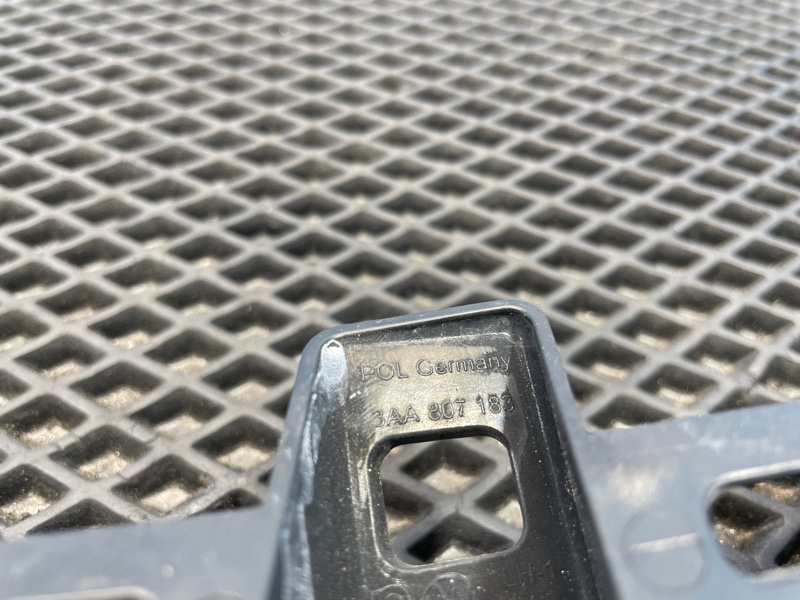 POL Germany
3AA 807 183